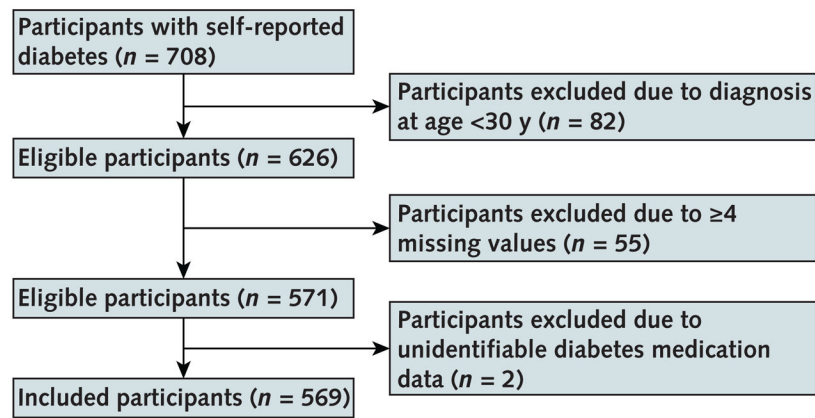 Participants with self-reported
diabetes (n = 708)
Participants excluded due to diagnosis
at age <30 y (n = 82)
Eligible participants (n = 626)
Participants excluded due to ≥4
missing values (n = 55)
Eligible participants (n = 571)
Participants excluded due to
unidentifiable diabetes medication
data (n = 2)
Included participants (n = 569)